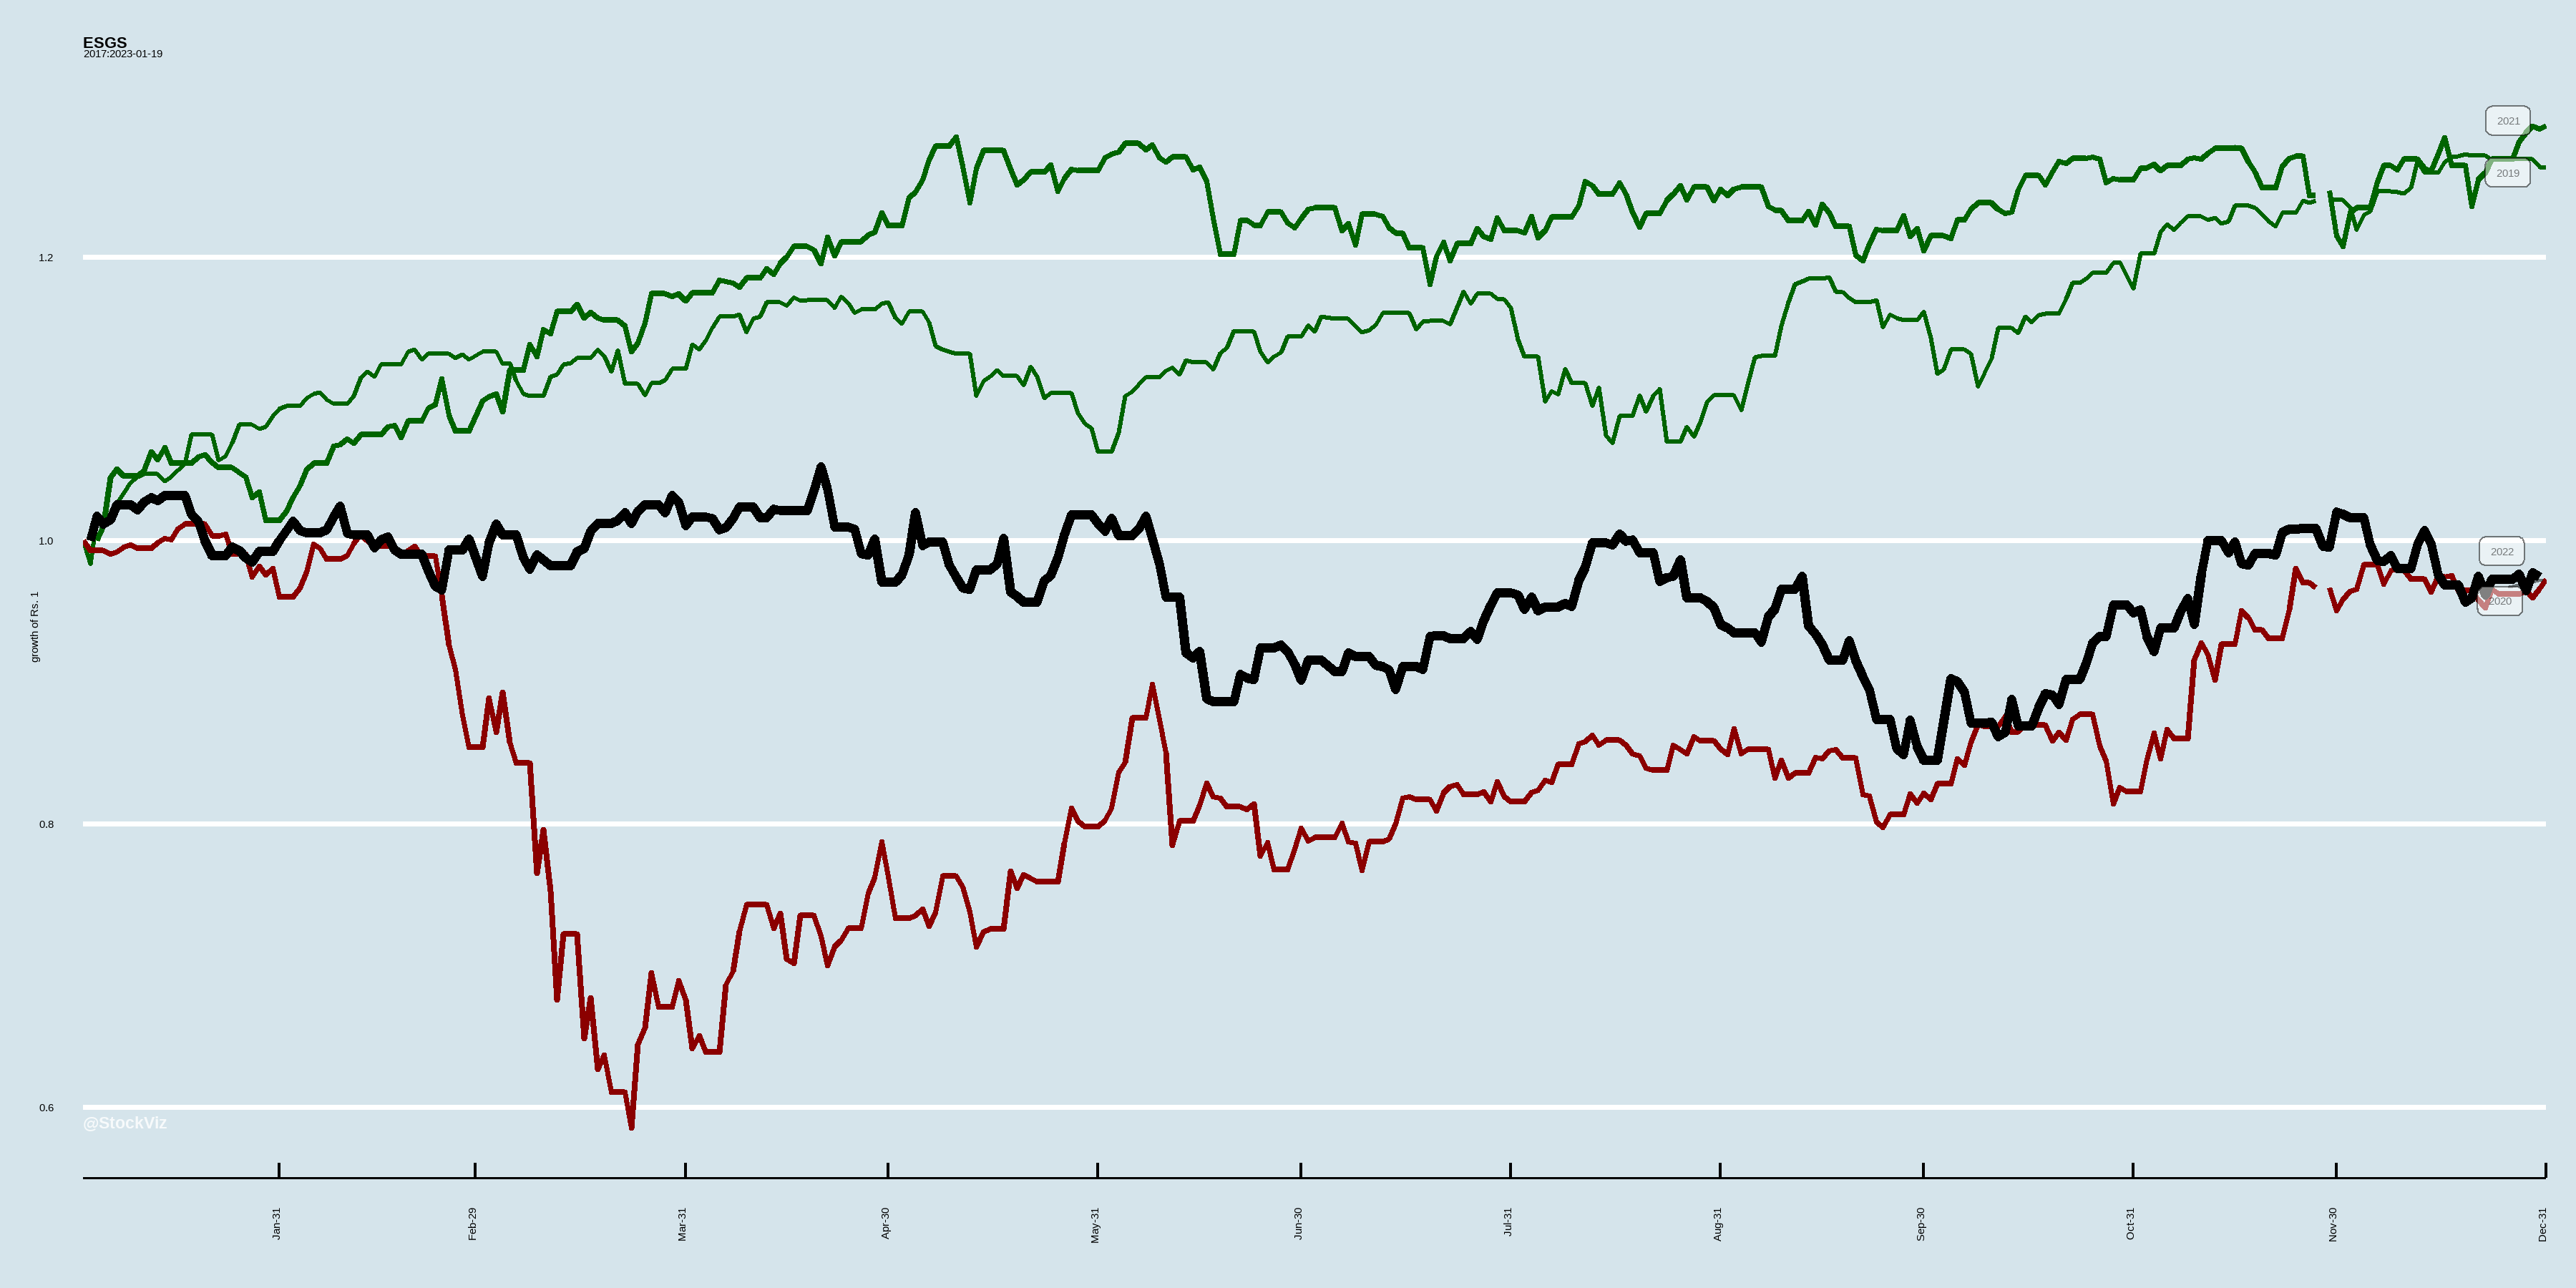 ESGS
2017:2023-01-19
2021
2019
1.2
1.0
2022
2020
growth of Rs. 1
0.8
0.6
@StockViz
Jan-31
Feb-29
Mar-31
Apr-30
May-31
Jun-30
Jul-31
Aug-31
Sep-30
Oct-31
Nov-30
Dec-31